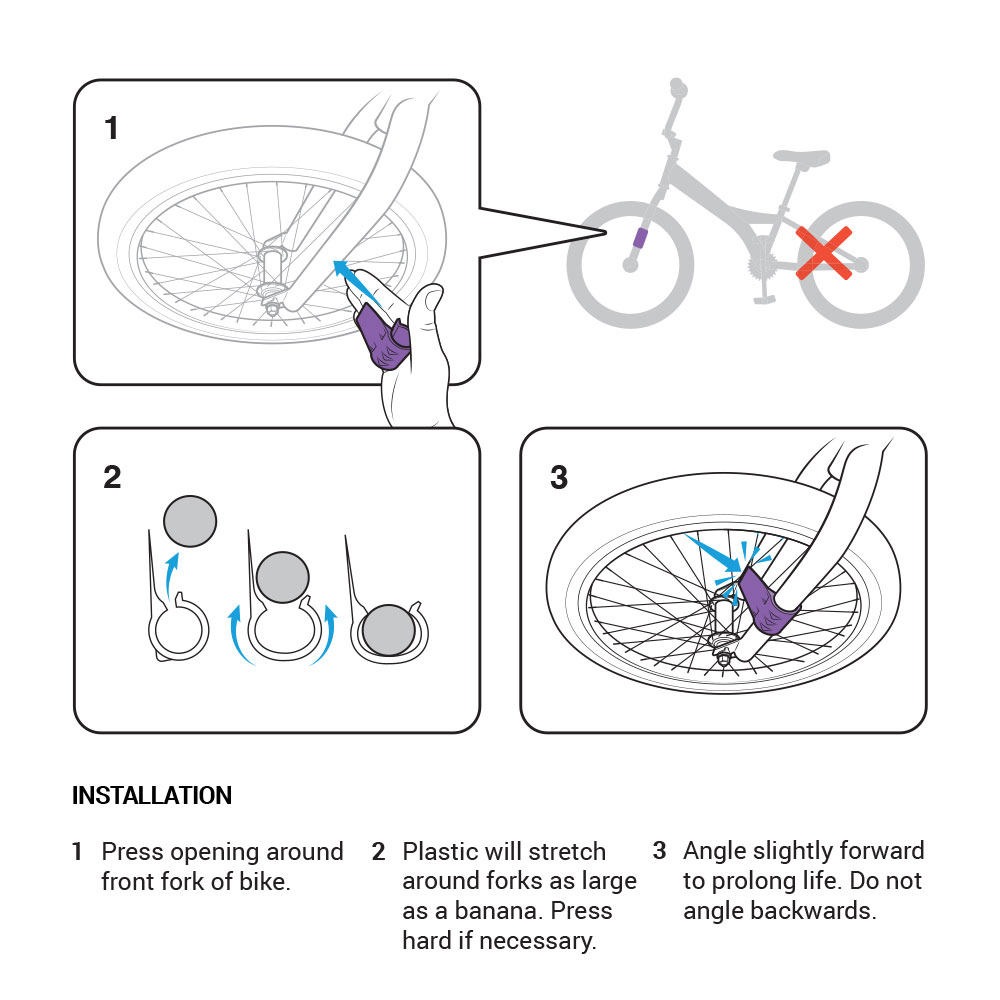 1
2
3
INSTALLATION
1 Press opening around
front fork of bike.
2 Plastic will stretch
around forks as large
as a banana. Press
hard if necessary.
3 Angle slightly forward
to prolong life. Do not
angle backwards.